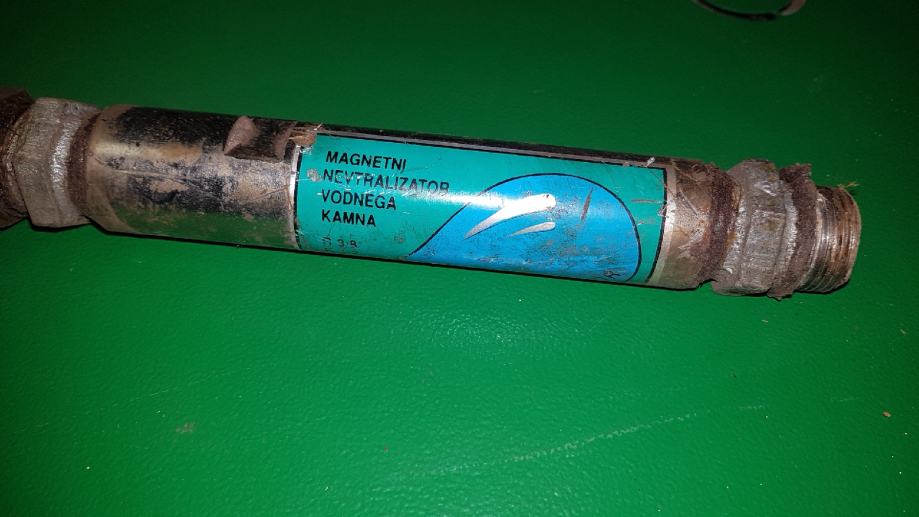 MAGNETNI
NEVTRALIZATOR
VODNEGA
KAMNA